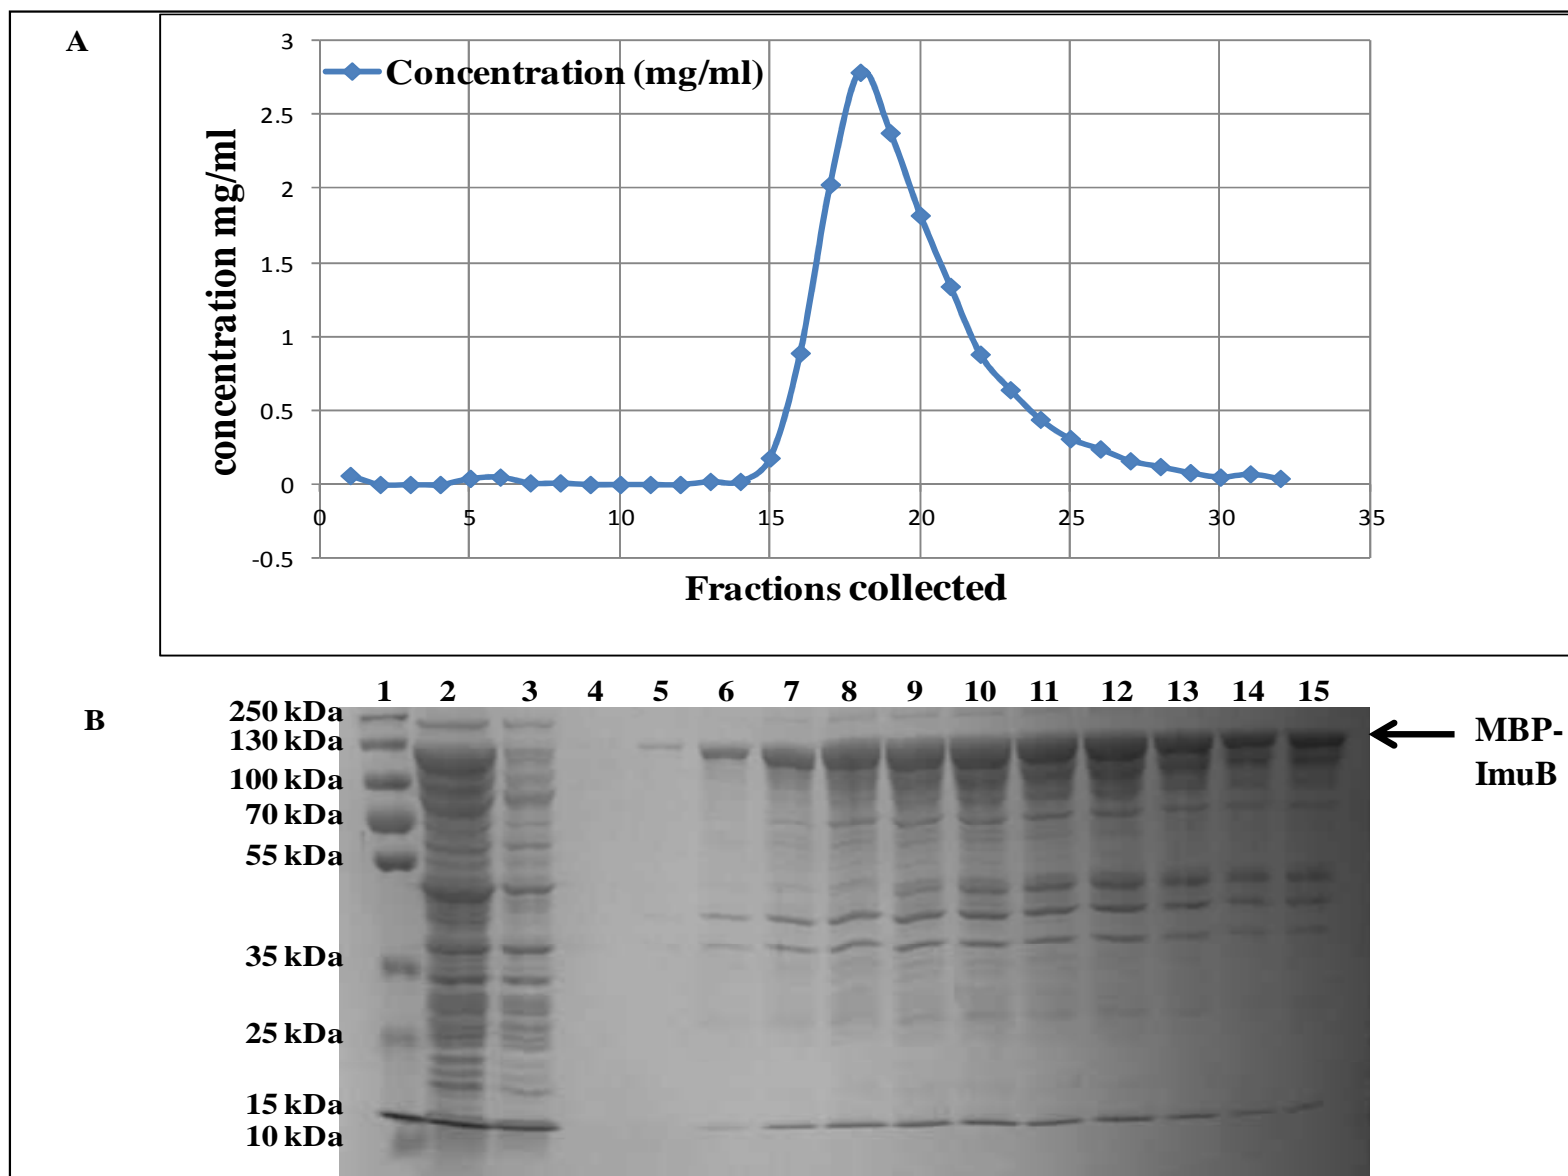 A
3
2.5
2
1.5
1
0.5
0
-0.5
Concentration (mg/ml)
concentration mg/ml
0 5 10 15 20 25 30 35
Fractions collected
B
1 2 3 4 5 6 7 8 9 10 11 12 13 14 15
250 kDa
130 kDa
100 kDa
70 kDa
55 kDa
35 kDa
25 kDa
15 kDa
10 kDa
MBP-
ImuB